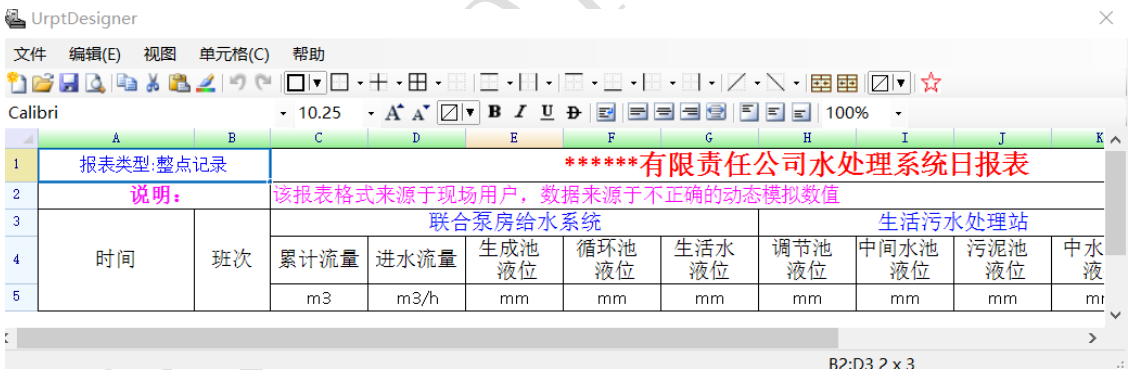 UrptDesigner
文件 编辑(E) 视图 单元格(C) 帮助
Calibri 10.25 A A B I U D 100%
A B C D E F G H I J K
1 报表类型:整点记录 ******有限责任公司水处理系统日报表
2 说明: 该报表格式来源于现场用户，数据来源于不正确的动态模拟数值
3 联合泵房给水系统 生活污水处理站
4 时间 班次 累计流量 进水流量 生成池 循环池 生活水 调节池 中间水池 污泥池 中水
液位 液位 液位 液位 液位 液位 液
5 m3 m3/h mm mm mm mm mm mm
B2:D3 2 x 3